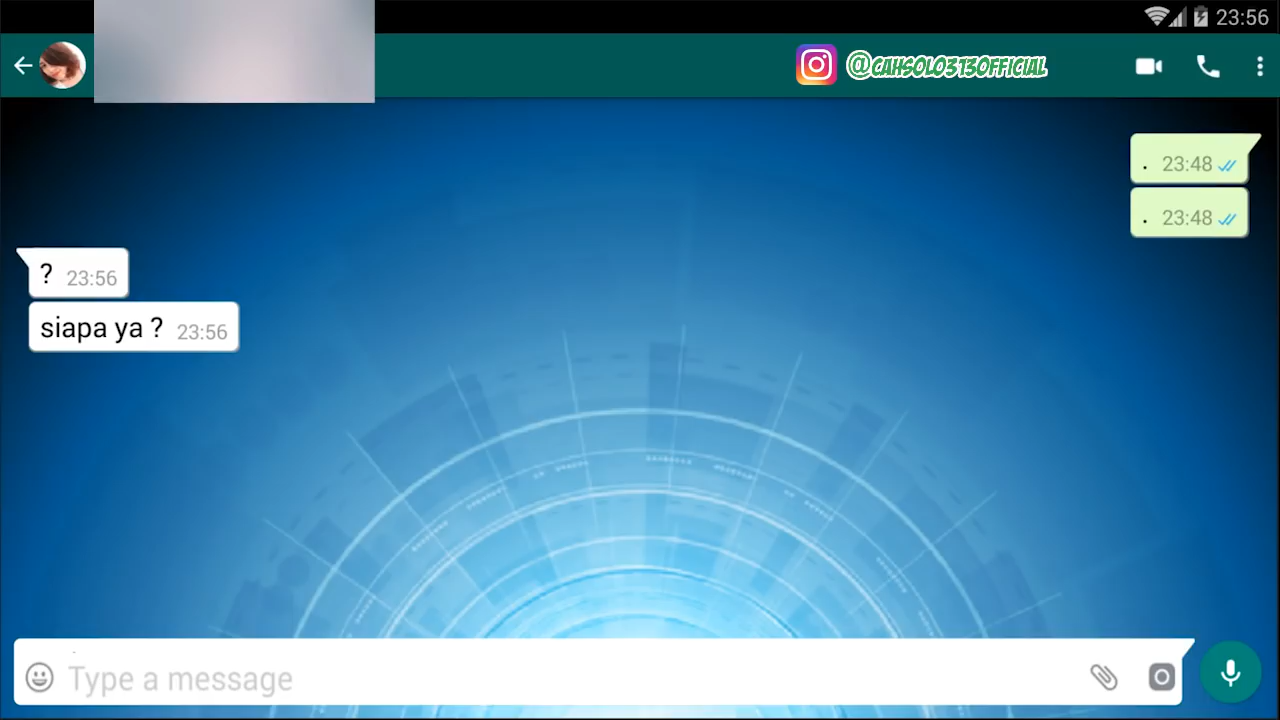 23:56
@CAHSOLO313OFFICIAL
. 23:48
. 23:48
? 23:56
siapa ya ? 23:56
Type a message